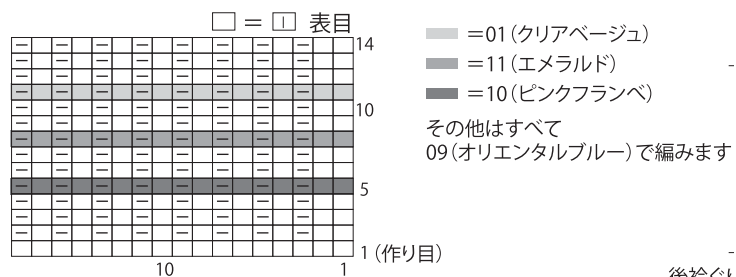 □ = ｜ 表目
14
10
5
1 (作り目)
10 1
=01(クリアベージュ)
=11(エメラルド)
=10(ピンクフランベ)
その他はすべて
09(オリエンタルブルー)で編みます